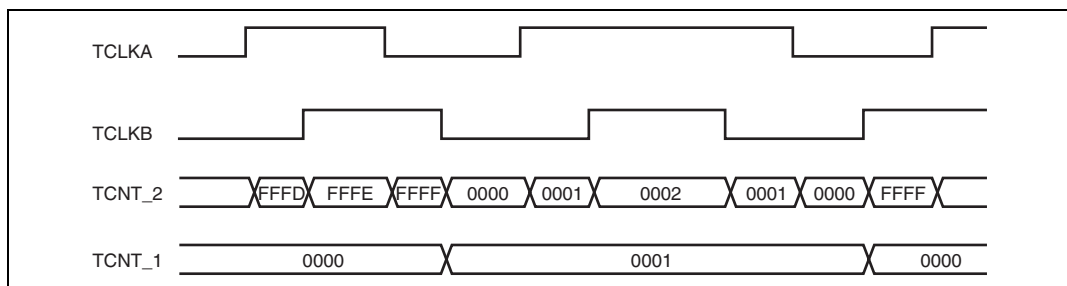 TCLKA
TCLKB
TCNT_2 FFFD FFFE FFFF 0000 0001 0002 0001 0000 FFFF
TCNT_1 0000 0001 0000